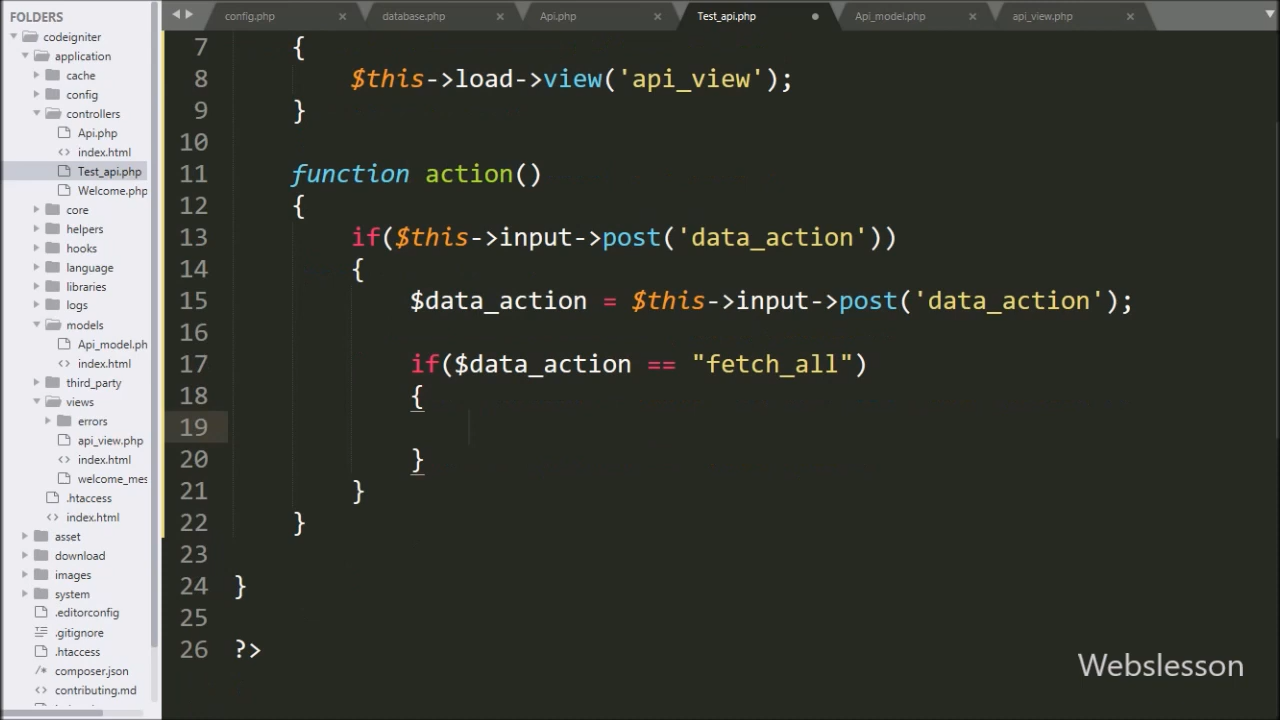 FOLDERS
codeigniter
application
cache
config
controllers
Api.php
index.html
Test_api.php
Welcome.php
core
helpers
hooks
language
libraries
logs
models
Api_model.ph
index.html
third_party
views
errors
api_view.php
index.html
welcome_mes
.htaccess
index.html
asset
download
images
system
.editorconfig
.gitignore
.htaccess
composer.json
contributing.md
config.php database.php Api.php Test_api.php Api_model.php api_view.php
7 {
8 $this->load->view('api_view');
9 }
10
11 function action()
12 {
13 if($this->input->post('data_action'))
14 {
15 $data_action = $this->input->post('data_action');
16
17 if($data_action == "fetch_all")
18 {
19
20 }
21 }
22 }
23
24 }
25
26 ?>
Webslesson